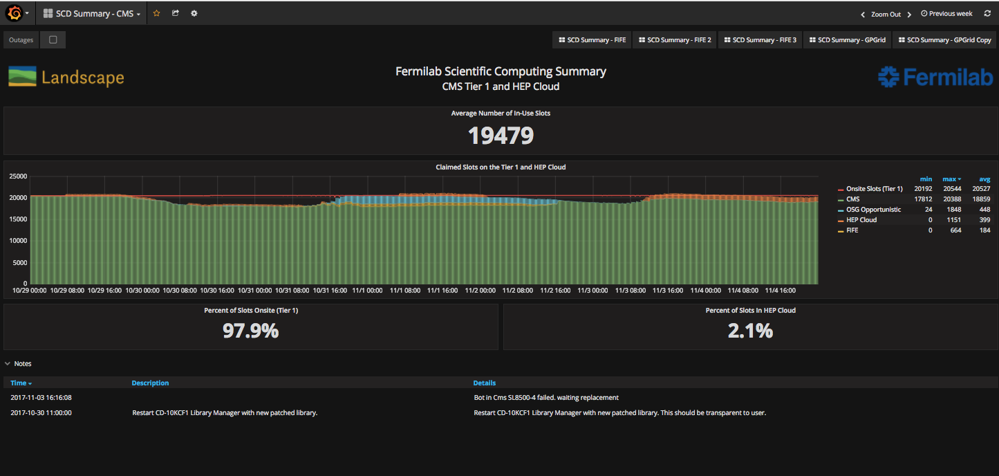 SCD Summary - CMS
Zoom Out
Previous week
Outages
SCD Summary - FIFE
SCD Summary - FIFE 2
SCD Summary - FIFE 3
SCD Summary - GPGrid
SCD Summary - GPGrid Copy
Landscape
Fermilab Scientific Computing Summary
CMS Tier 1 and HEP Cloud
Fermilab
Average Number of In-Use Slots
19479
Claimed Slots on the Tier 1 and HEP Cloud
25000
20000
15000
10000
5000
0
10/29 00:00 10/29 08:00 10/29 16:00 10/30 00:00 10/30 08:00 10/30 16:00 10/31 00:00 10/31 08:00 10/31 16:00 11/1 00:00 11/1 08:00 11/1 16:00 11/2 00:00 11/2 08:00 11/2 16:00 11/3 00:00 11/3 08:00 11/3 16:00 11/4 00:00 11/4 08:00 11/4 16:00
min max avg
Onsite Slots (Tier 1) 20192 20544 20527
CMS 17812 20388 18859
OSG Opportunistic 24 1848 448
HEP Cloud 0 1151 399
FIFE 0 664 184
Percent of Slots Onsite (Tier 1)
97.9%
Percent of Slots In HEP Cloud
2.1%
Notes
Time Description Details
2017-11-03 16:16:08 Bot in Cms SL8500-4 failed. waiting replacement
2017-10-30 11:00:00 Restart CD-10KCF1 Library Manager with new patched library. Restart CD-10KCF1 Library Manager with new patched library. This should be transparent to user.